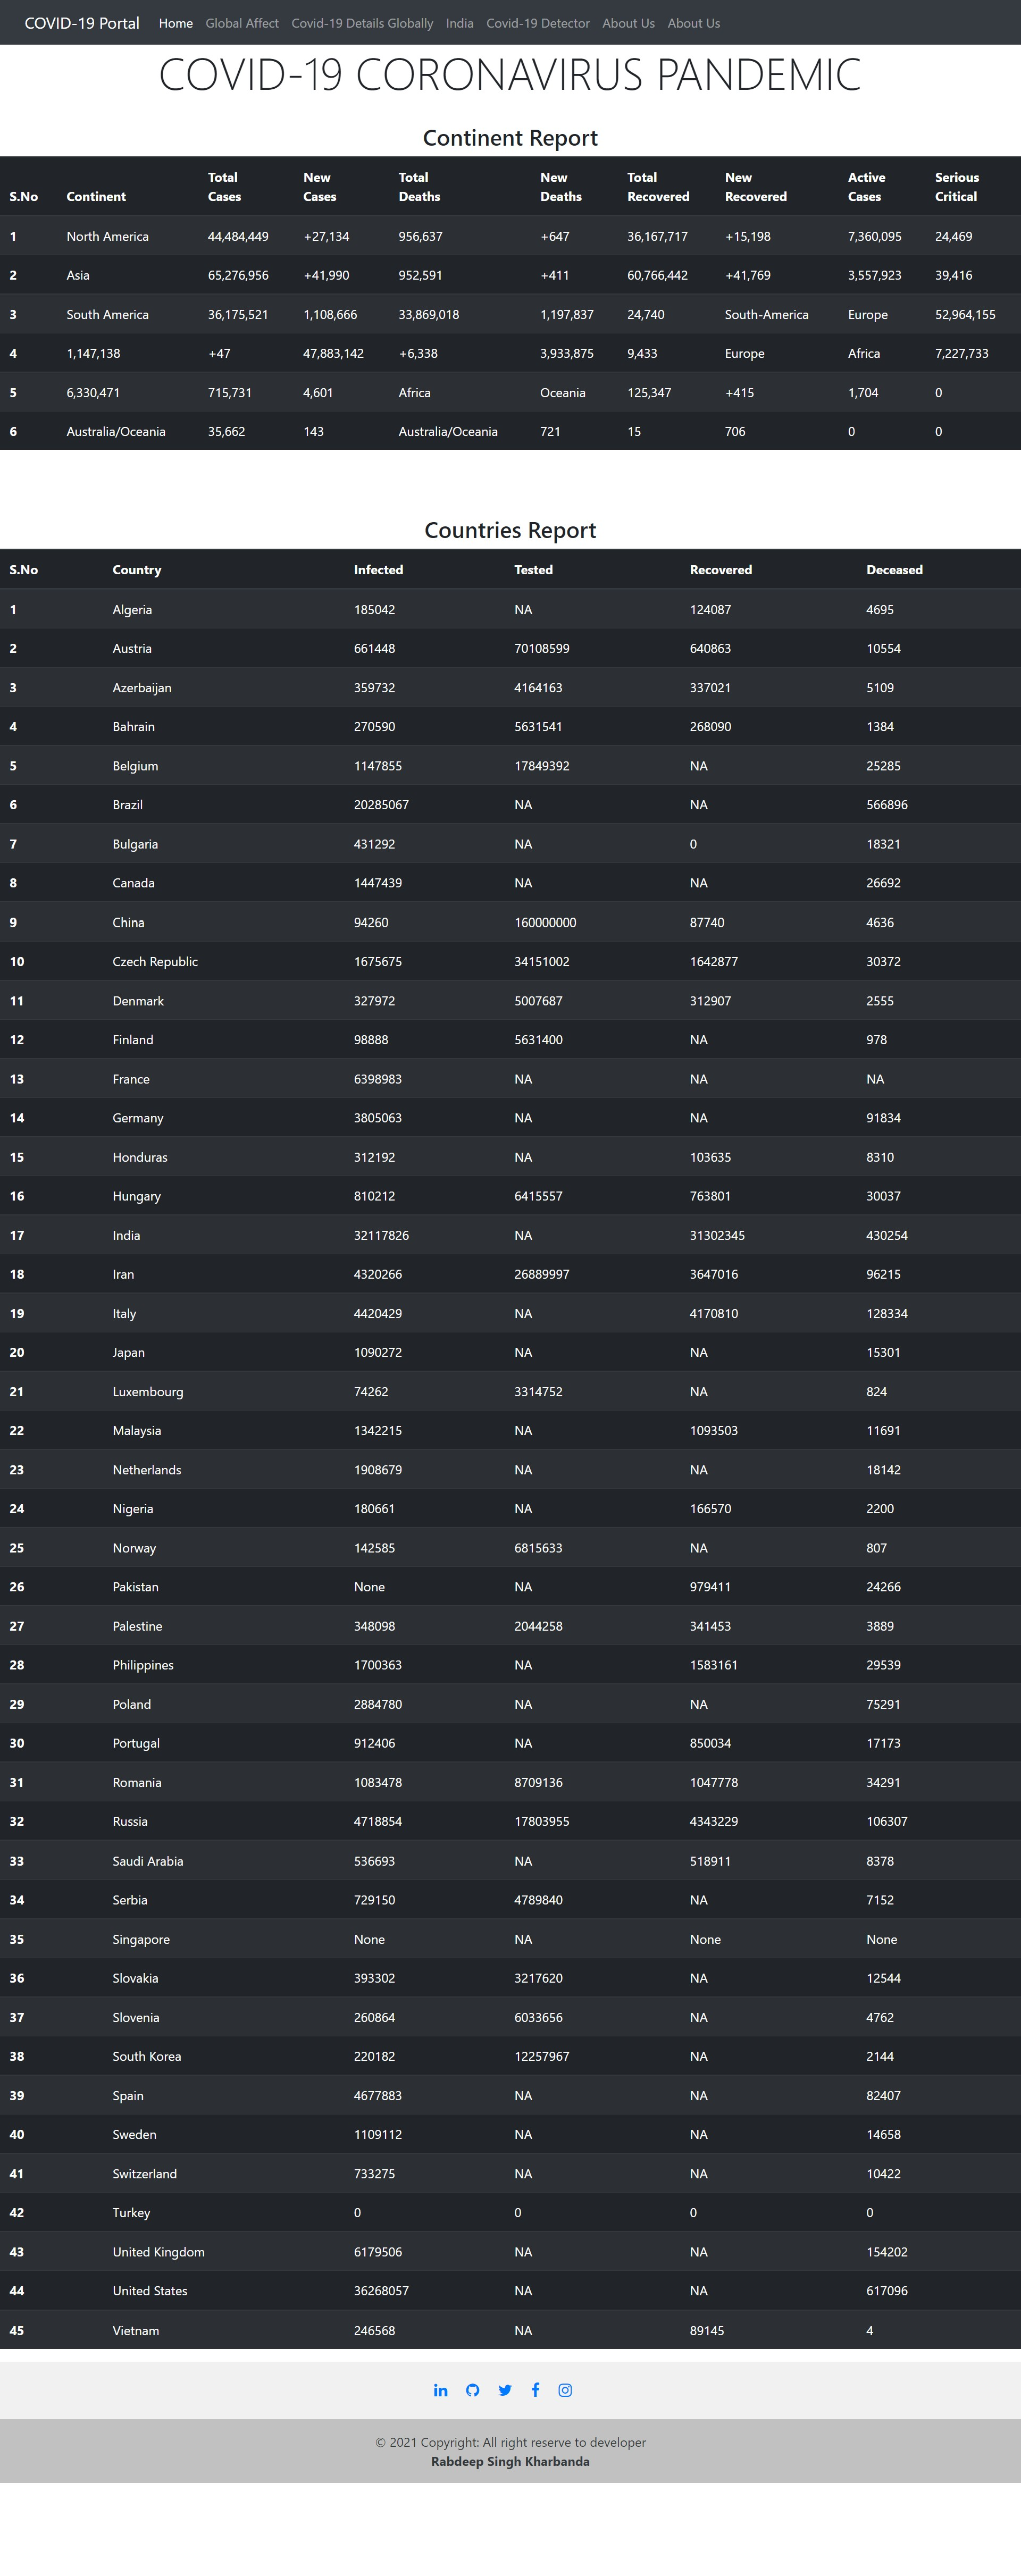 COVID-19 Portal Home Global Affect Covid-19 Details Globally India Covid-19 Detector About Us About Us
COVID-19 CORONAVIRUS PANDEMIC
Continent Report
S.No Continent Total Cases New Cases Total Deaths New Deaths Total Recovered New Recovered Active Cases Serious Critical
1 North America 44,484,449 +27,134 956,637 +647 36,167,717 +15,198 7,360,095 24,469
2 Asia 65,276,956 +41,990 952,591 +411 60,766,442 +41,769 3,557,923 39,416
3 South America 36,175,521 1,108,666 33,869,018 1,197,837 24,740 South-America Europe 52,964,155
4 1,147,138 +47 47,883,142 +6,338 3,933,875 9,433 Europe Africa 7,227,733
5 6,330,471 715,731 4,601 Africa Oceania 125,347 +415 1,704 0
6 Australia/Oceania 35,662 143 Australia/Oceania 721 15 706 0 0
Countries Report
S.No Country Infected Tested Recovered Deceased
1 Algeria 185042 NA 124087 4695
2 Austria 661448 70108599 640863 10554
3 Azerbaijan 359732 4164163 337021 5109
4 Bahrain 270590 5631541 268090 1384
5 Belgium 1147855 17849392 NA 25285
6 Brazil 20285067 NA NA 566896
7 Bulgaria 431292 NA 0 18321
8 Canada 1447439 NA NA 26692
9 China 94260 160000000 87740 4636
10 Czech Republic 1675675 34151002 1642877 30372
11 Denmark 327972 5007687 312907 2555
12 Finland 98888 5631400 NA 978
13 France 6398983 NA NA NA
14 Germany 3805063 NA NA 91834
15 Honduras 312192 NA 103635 8310
16 Hungary 810212 6415557 763801 30037
17 India 32117826 NA 31302345 430254
18 Iran 4320266 26889997 3647016 96215
19 Italy 4420429 NA 4170810 128334
20 Japan 1090272 NA NA 15301
21 Luxembourg 74262 3314752 NA 824
22 Malaysia 1342215 NA 1093503 11691
23 Netherlands 1908679 NA NA 18142
24 Nigeria 180661 NA 166570 2200
25 Norway 142585 6815633 NA 807
26 Pakistan None NA 979411 24266
27 Palestine 348098 2044258 341453 3889
28 Philippines 1700363 NA 1583161 29539
29 Poland 2884780 NA NA 75291
30 Portugal 912406 NA 850034 17173
31 Romania 1083478 8709136 1047778 34291
32 Russia 4718854 17803955 4343229 106307
33 Saudi Arabia 536693 NA 518911 8378
34 Serbia 729150 4789840 NA 7152
35 Singapore None NA None None
36 Slovakia 393302 3217620 NA 12544
37 Slovenia 260864 6033656 NA 4762
38 South Korea 220182 12257967 NA 2144
39 Spain 4677883 NA NA 82407
40 Sweden 1109112 NA NA 14658
41 Switzerland 733275 NA NA 10422
42 Turkey 0 0 0 0
43 United Kingdom 6179506 NA NA 154202
44 United States 36268057 NA NA 617096
45 Vietnam 246568 NA 89145 4
© 2021 Copyright: All right reserve to developer
Rabdeep Singh Kharbanda